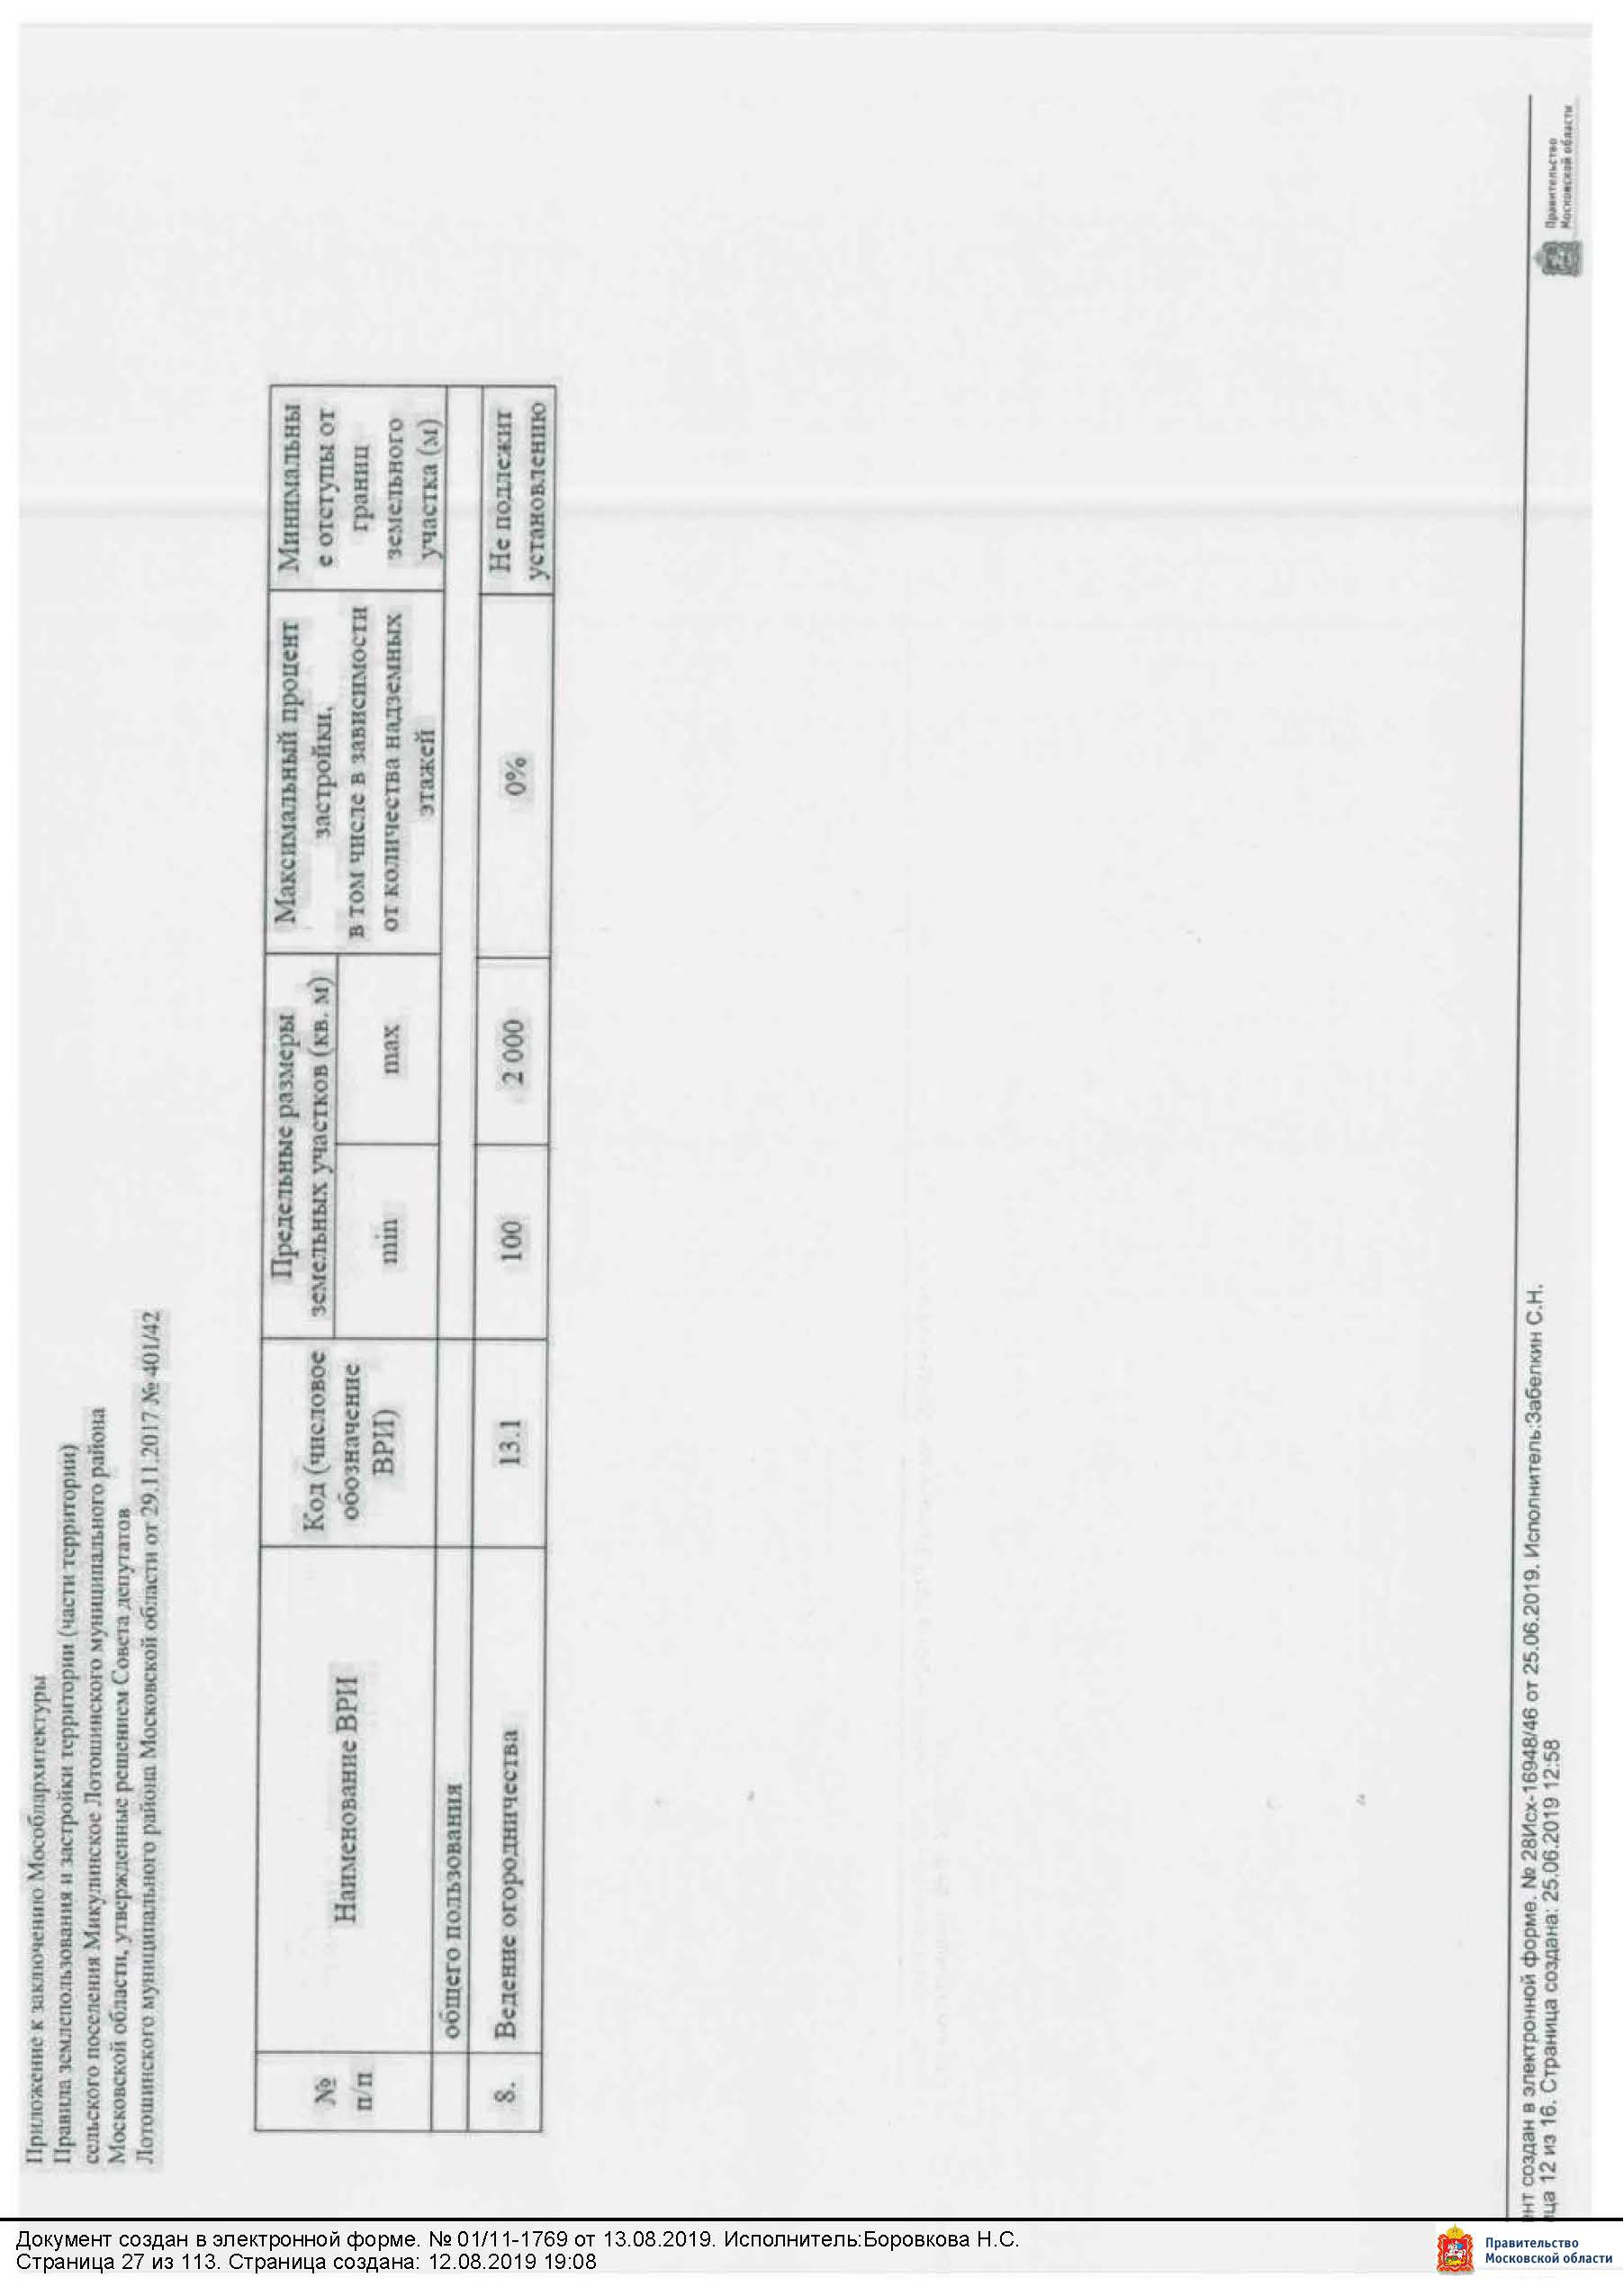 Приложение к заключению Мособлархитектуры
Правила землепользования и застройки территории (части территории)
сельского поселения Микулинское Лотошинского муниципального района
Московской области, утвержденные решением Совета депутатов
Лотошинского муниципального района Московской области от 29.11.2017 № 401/42
№
п/п
Наименование ВРИ
Код (числовое
обозначение
ВРИ)
Предельные размеры
земельных участков (кв. м)
min
max
Максимальный процент
застройки,
в том числе в зависимости
от количества надземных
этажей
Минимальны
е отступы от
границ
земельного
участка (м)
общего пользования
8.
Ведение огородничества
13.1
100
2 000
0%
Не подлежит
установлению
нт создан в электронной форме. № 28Исх-16948/46 от 25.06.2019. Исполнитель:Забелкин С.Н.
ца 12 из 16. Страница создана: 25.06.2019 12:58
Правительство
Московской области
Документ создан в электронной форме. № 01/11-1769 от 13.08.2019. Исполнитель:Боровкова Н.С.
Страница 27 из 113. Страница создана: 12.08.2019 19:08
Правительство
Московской области